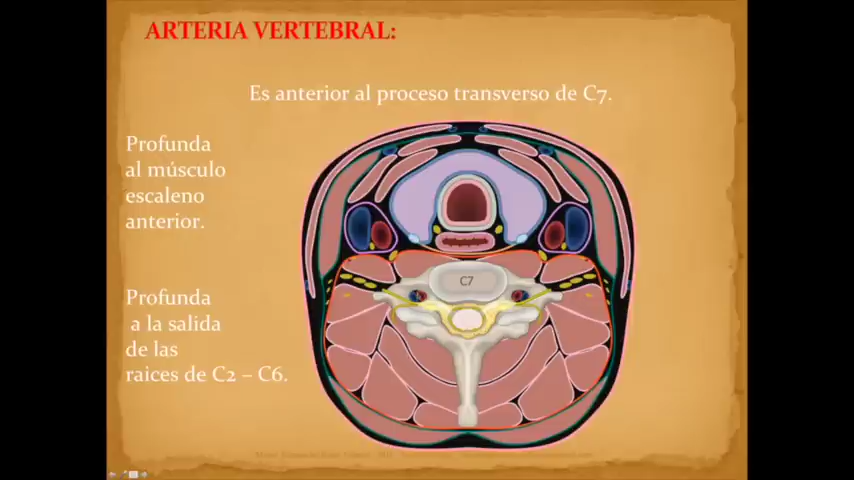 ARTERIA VERTEBRAL:
Es anterior al proceso transverso de C7.
Profunda
al músculo
escaleno
anterior.
C7
Profunda
a la salida
de las
raices de C2 – C6.